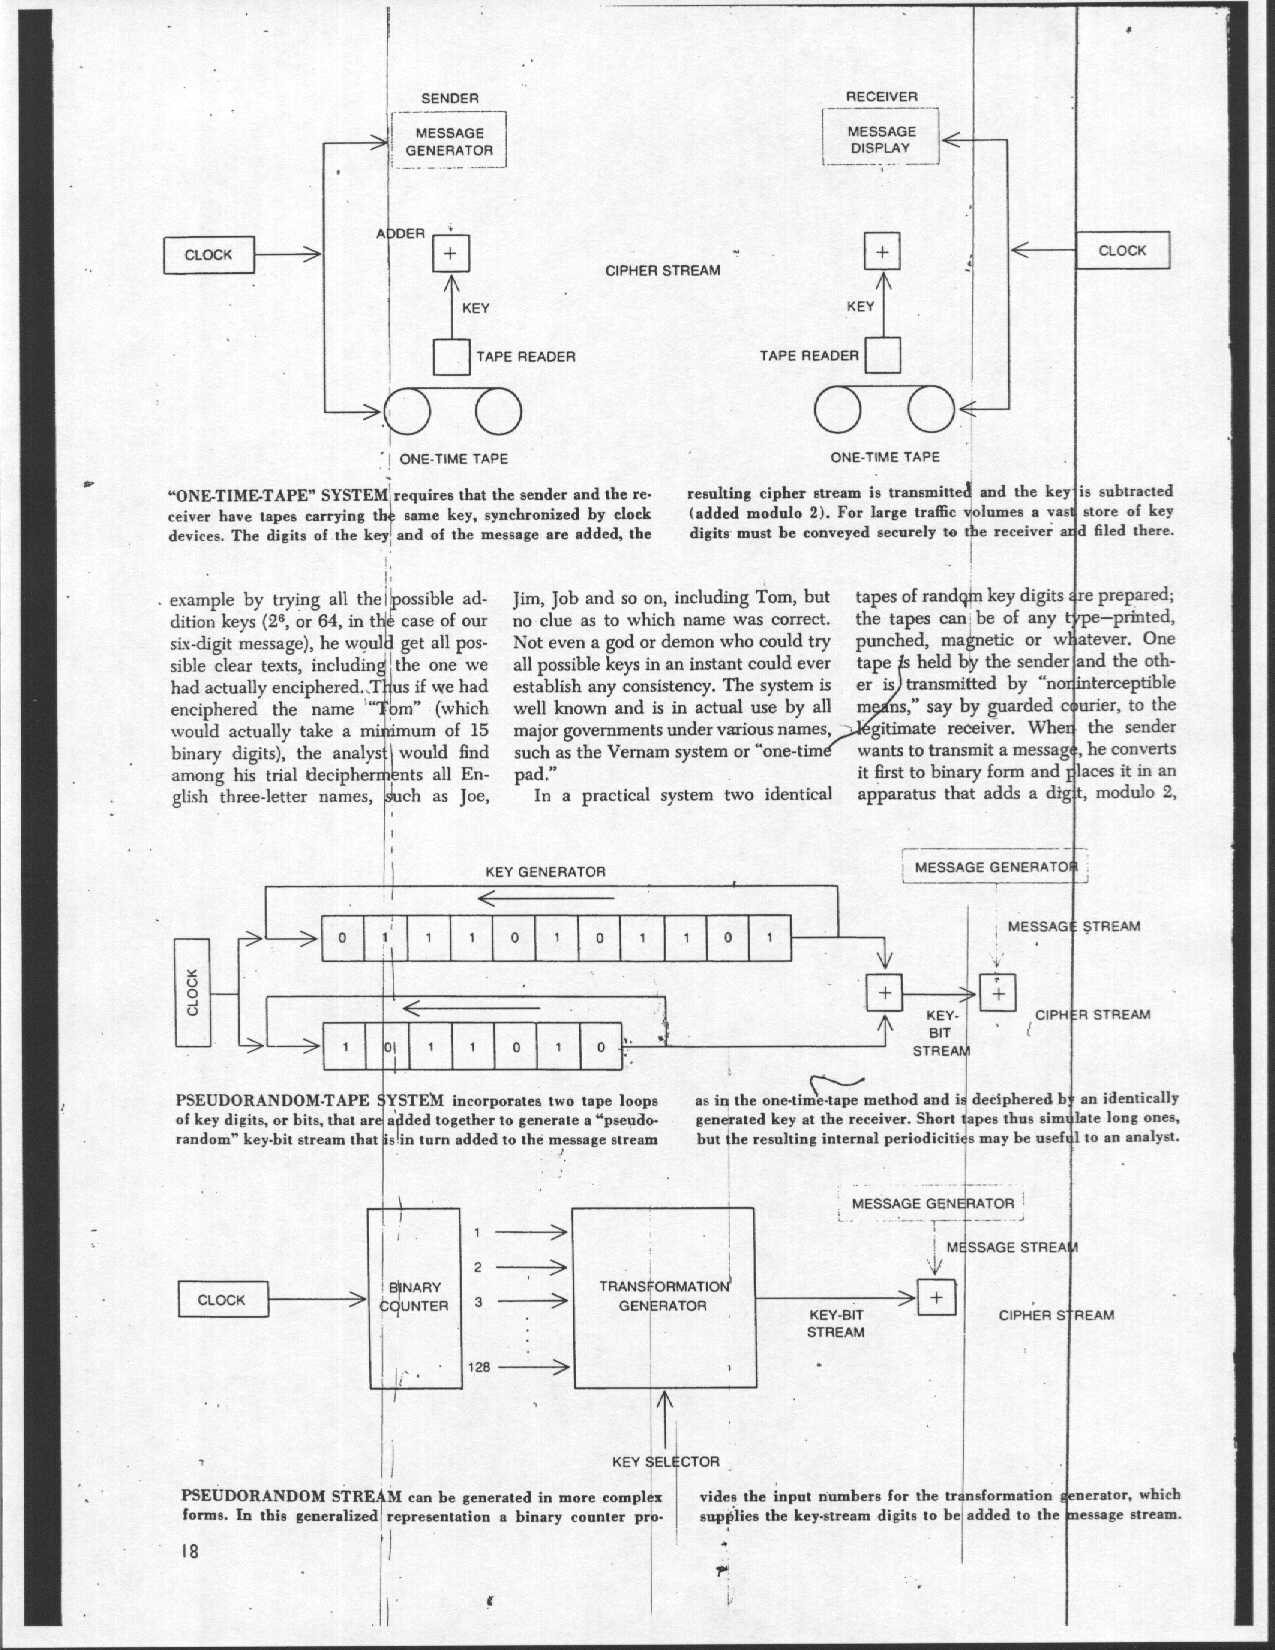 SENDER
MESSAGE
GENERATOR
RECEIVER
MESSAGE
DISPLAY
CLOCK
ADDER
+
CIPHER STREAM
+
CLOCK
KEY
KEY
TAPE READER
TAPE READER
ONE-TIME TAPE
ONE-TIME TAPE
“ONE-TIME-TAPE” SYSTEM requires that the sender and the re-
ceiver have tapes carrying the same key, synchronized by clock
devices. The digits of the key and of the message are added, the
resulting cipher stream is transmitted and the key is subtracted
(added modulo 2). For large traffic volumes a vast store of key
digits must be conveyed securely to the receiver and filed there.
example by trying all the possible ad-
dition keys (2⁶, or 64, in the case of our
six-digit message), he would get all pos-
sible clear texts, including the one we
had actually enciphered. Thus if we had
enciphered the name “Tom” (which
would actually take a minimum of 15
binary digits), the analyst would find
among his trial decipherments all En-
glish three-letter names, such as Joe,
Jim, Job and so on, including Tom, but
no clue as to which name was correct.
Not even a god or demon who could try
all possible keys in an instant could ever
establish any consistency. The system is
well known and is in actual use by all
major governments under various names,
such as the Vernam system or “one-time
pad.”
In a practical system two identical
tapes of random key digits are prepared;
the tapes can be of any type—printed,
punched, magnetic or whatever. One
tape is held by the sender and the oth-
er is transmitted by “noninterceptible
means,” say by guarded courier, to the
legitimate receiver. When the sender
wants to transmit a message, he converts
it first to binary form and places it in an
apparatus that adds a digit, modulo 2,
KEY GENERATOR
MESSAGE GENERATOR
MESSAGE STREAM
CLOCK
0 1 1 1 0 1 0 1 1 0 1
+
+
KEY-
BIT
STREAM
CIPHER STREAM
1 0 1 1 0 1 0
PSEUDORANDOM-TAPE SYSTEM incorporates two tape loops
of key digits, or bits, that are added together to generate a “pseudo-
random” key-bit stream that is in turn added to the message stream
as in the one-time-tape method and is deciphered by an identically
generated key at the receiver. Short tapes thus simulate long ones,
but the resulting internal periodicities may be useful to an analyst.
MESSAGE GENERATOR
MESSAGE STREAM
CLOCK
BINARY
COUNTER
1
2
3
128
TRANSFORMATION
GENERATOR
KEY-BIT
STREAM
+
CIPHER STREAM
KEY SELECTOR
PSEUDORANDOM STREAM can be generated in more complex
forms. In this generalized representation a binary counter pro-
vides the input numbers for the transformation generator, which
supplies the key-stream digits to be added to the message stream.
18